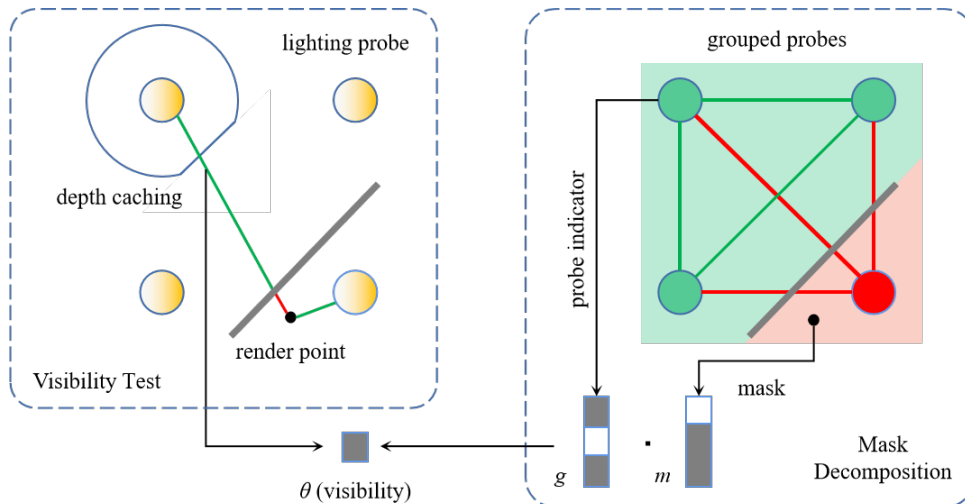 lighting probe
depth caching
render point
Visibility Test
θ (visibility)
grouped probes
probe indicator
mask
g
·
m
Mask
Decomposition